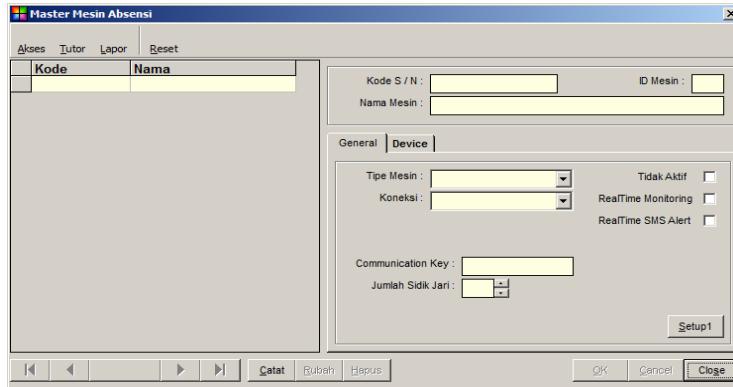 Master Mesin Absensi
Akses Tutor Lapor Reset
Kode Nama
Kode S / N : ID Mesin :
Nama Mesin :
General Device
Tipe Mesin : Tidak Aktif
Koneksi : RealTime Monitoring
RealTime SMS Alert
Communication Key :
Jumlah Sidik Jari :
Setup1
Catat Rubah Hapus OK Cancel Close